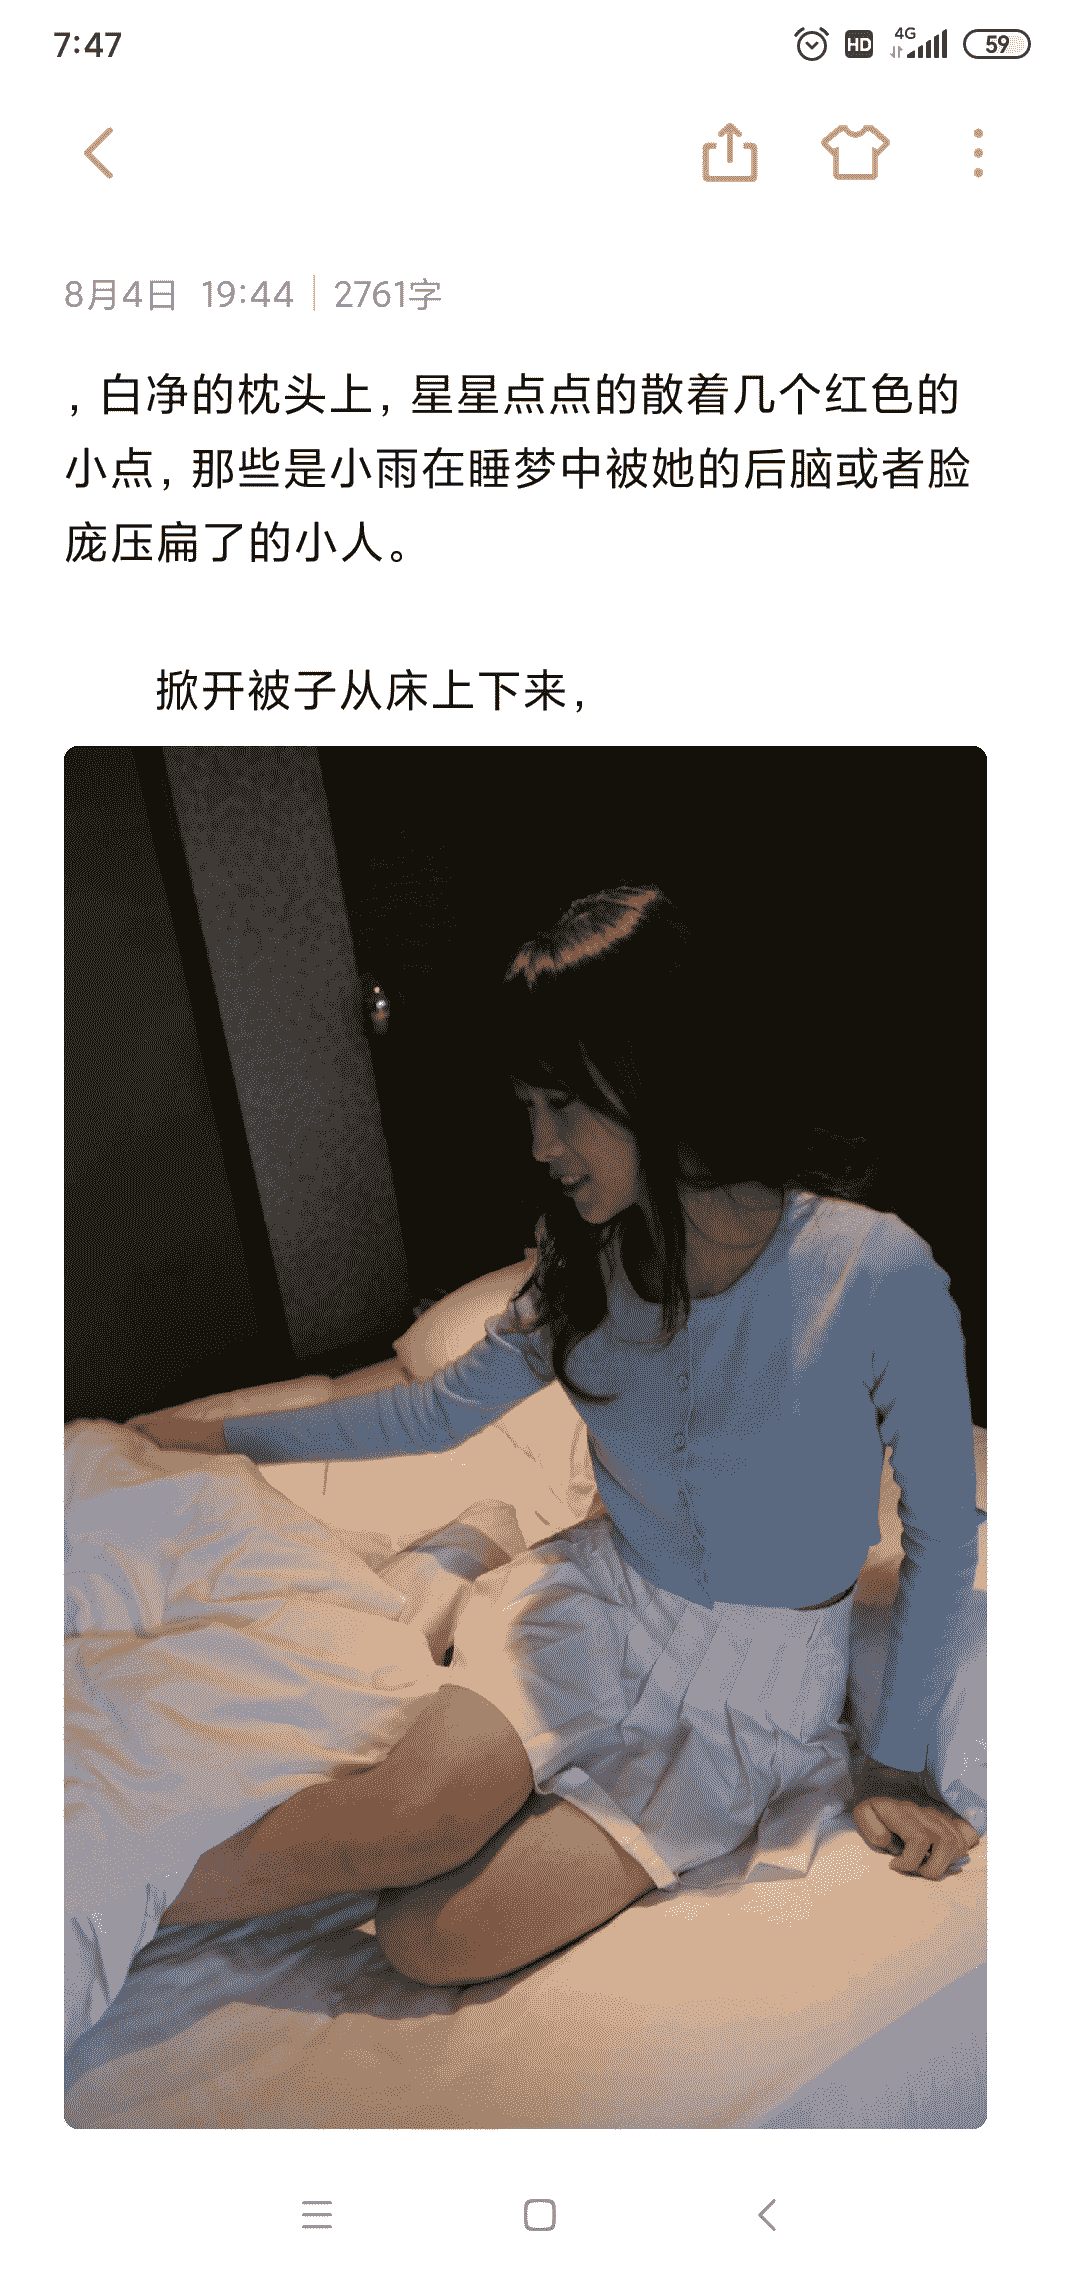 7:47
HD 4G 59
8月4日 19:44 | 2761字
，白净的枕头上，星星点点的散着几个红色的
小点，那些是小雨在睡梦中被她的后脑或者脸
庞压扁了的小人。
掀开被子从床上下来，